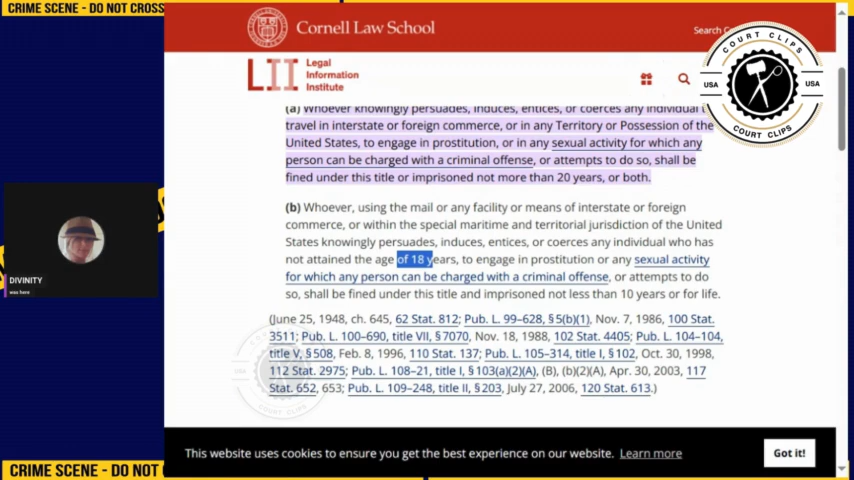 CRIME SCENE - DO NOT CROSS
Cornell Law School
Search C
COURT CLIPS
USA
USA
COURT CLIPS
LII
Legal
Information
Institute
(a) Whoever knowingly persuades, induces, entices, or coerces any individual t
travel in interstate or foreign commerce, or in any Territory or Possession of the
United States, to engage in prostitution, or in any sexual activity for which any
person can be charged with a criminal offense, or attempts to do so, shall be
fined under this title or imprisoned not more than 20 years, or both.
(b) Whoever, using the mail or any facility or means of interstate or foreign
commerce, or within the special maritime and territorial jurisdiction of the United
States knowingly persuades, induces, entices, or coerces any individual who has
not attained the age of 18 years, to engage in prostitution or any sexual activity
for which any person can be charged with a criminal offense, or attempts to do
so, shall be fined under this title and imprisoned not less than 10 years or for life.
(June 25, 1948, ch. 645, 62 Stat. 812; Pub. L. 99–628, § 5(b)(1), Nov. 7, 1986, 100 Stat.
3511; Pub. L. 100–690, title VII, § 7070, Nov. 18, 1988, 102 Stat. 4405; Pub. L. 104–104,
title V, § 508, Feb. 8, 1996, 110 Stat. 137; Pub. L. 105–314, title I, § 102, Oct. 30, 1998,
112 Stat. 2975; Pub. L. 108–21, title I, § 103(a)(2)(A), (B), (b)(2)(A), Apr. 30, 2003, 117
Stat. 652, 653; Pub. L. 109–248, title II, § 203, July 27, 2006, 120 Stat. 613.)
DIVINITY
was here
USA
COURT CLIPS
This website uses cookies to ensure you get the best experience on our website. Learn more
Got it!
CRIME SCENE - DO NOT